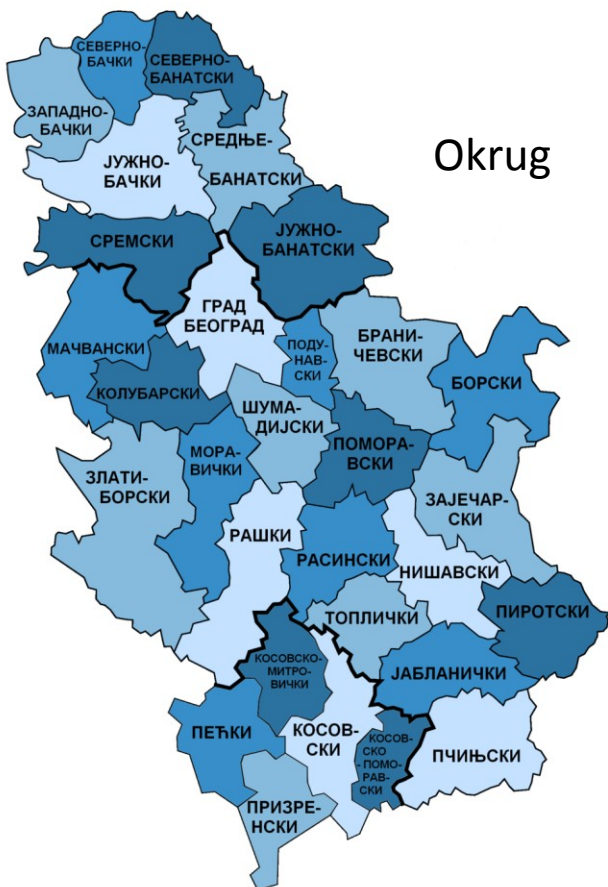 СЕВЕРНО-
БАЧКИ
СЕВЕРНО-
БАНАТСКИ
ЗАПАДНО-
БАЧКИ
ЈУЖНО-
БАЧКИ
СРЕДЊЕ-
БАНАТСКИ
Okrug
СРЕМСКИ
ЈУЖНО-
БАНАТСКИ
ГРАД
БЕОГРАД
МАЧВАНСКИ
ПОДУ-
НАВ-
СКИ
БРАНИ-
ЧЕВСКИ
БОРСКИ
КОЛУБАРСКИ
ШУМА-
ДИЈСКИ
МОРА-
ВИЧКИ
ПОМОРА-
ВСКИ
ЗЛАТИ-
БОРСКИ
ЗАЈЕЧАР-
СКИ
РАШКИ
РАСИНСКИ
НИШАВСКИ
ПИРОТСКИ
ТОПЛИЧКИ
КОСОВСКО-
МИТРО-
ВИЧКИ
ЈАБЛАНИЧКИ
ПЕЋКИ
КОСОВ-
СКИ
КОСОВ-
СКО
- ПОМО-
РАВ-
СКИ
ПЧИЊСКИ
ПРИЗРЕ-
НСКИ